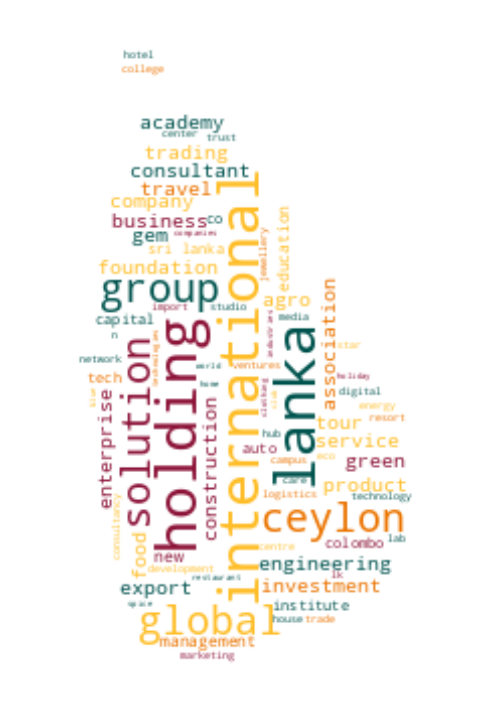 hotel
college
academy
center trust
trading
consultant
travel
company
business co
gem companies
sri lanka
foundation
group
international
jewellery
education
agro
import studio
capital
media
association
n
solution
holding
technologies
industries
lanka
star
network
world ventures
tech
home
holiday
blue
enterprise
construction
clothing
silk
digital
energy
resort
tour
hub
service
auto
campus
eco
green
care
product
logistics
technology
consultancy
ceylon
food
new
centre
colombo
lab
development
engineering
restaurant
lk
export
investment
space
institute
global
house trade
management
marketing